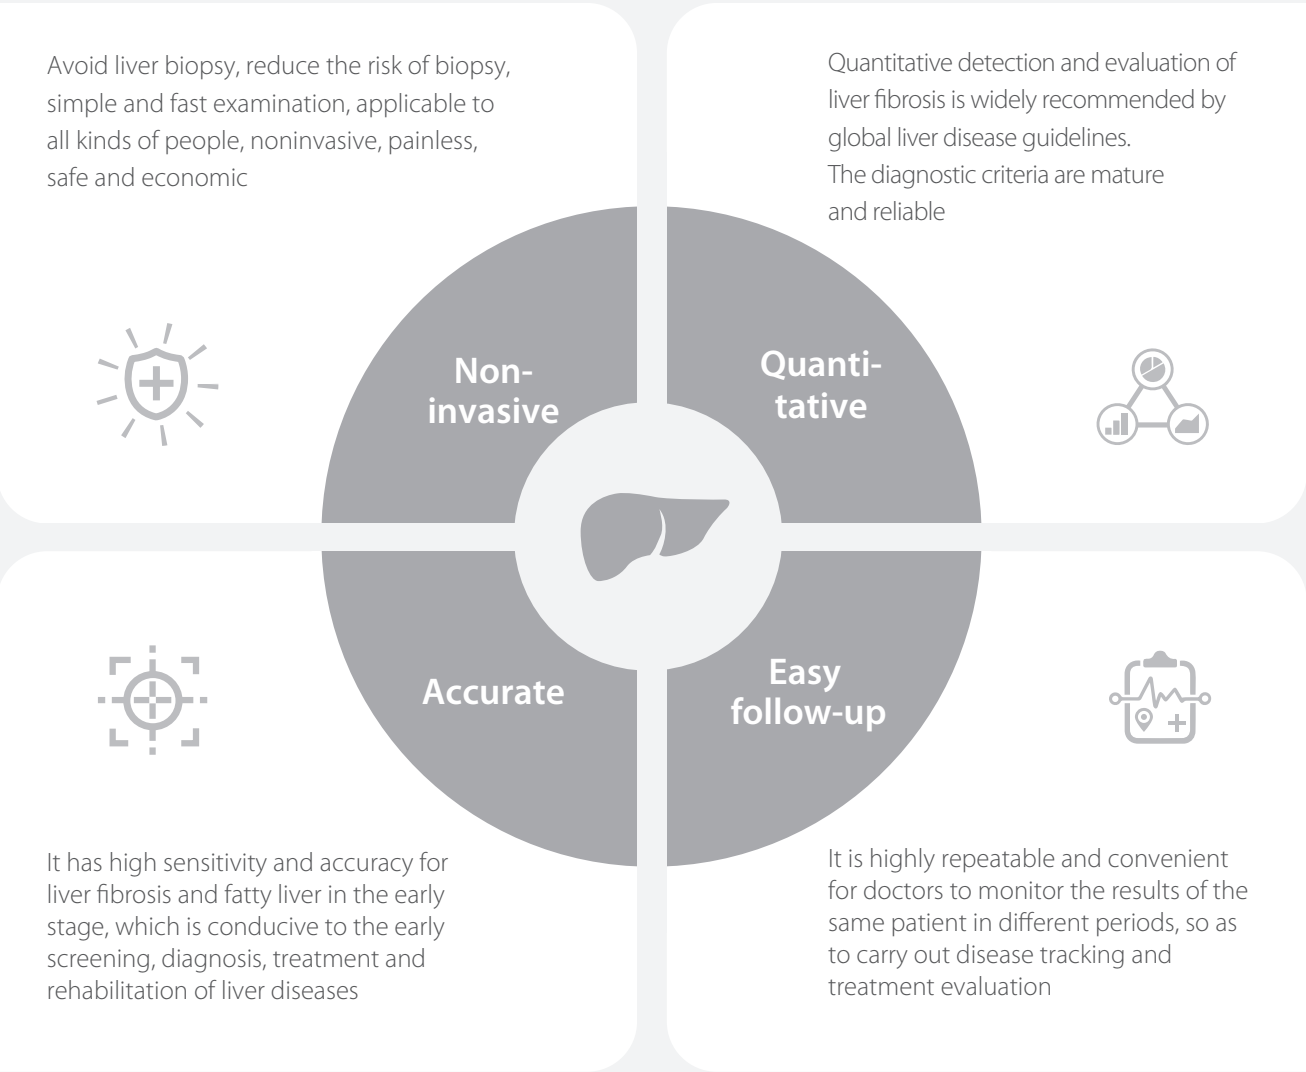 Avoid liver biopsy, reduce the risk of biopsy,
simple and fast examination, applicable to
all kinds of people, noninvasive, painless,
safe and economic
Quantitative detection and evaluation of
liver fibrosis is widely recommended by
global liver disease guidelines.
The diagnostic criteria are mature
and reliable
Non-
invasive
Quanti-
tative
Accurate
Easy
follow-up
It has high sensitivity and accuracy for
liver fibrosis and fatty liver in the early
stage, which is conducive to the early
screening, diagnosis, treatment and
rehabilitation of liver diseases
It is highly repeatable and convenient
for doctors to monitor the results of the
same patient in different periods, so as
to carry out disease tracking and
treatment evaluation